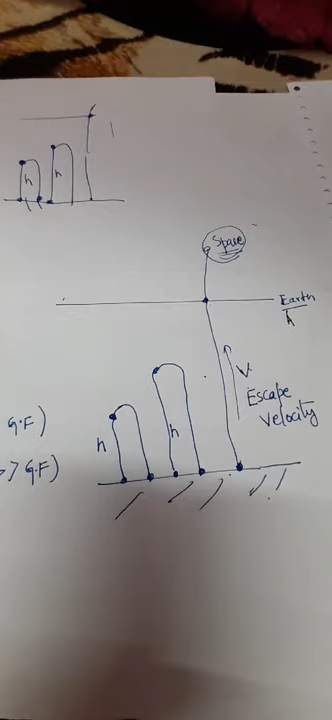 h
h
Space
Earth
V
Escape
Velocity
G.F)
h
h
> G.F)